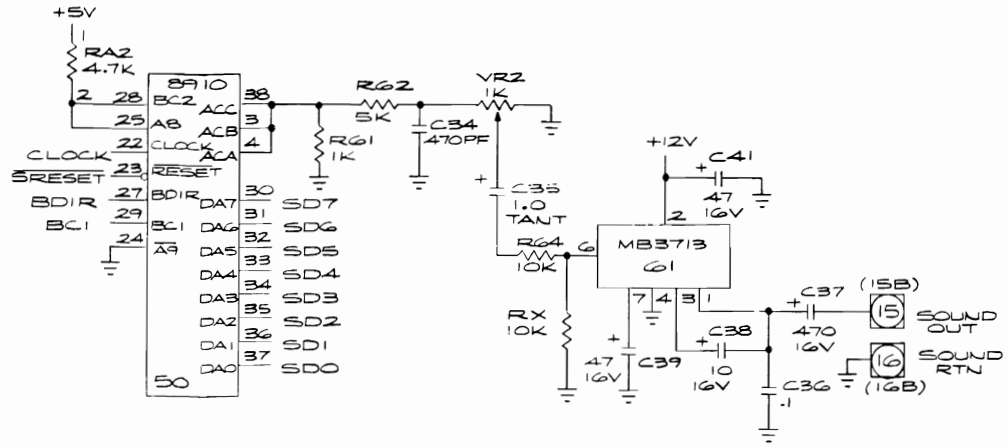 +5V
1
RA2
4.7K
2
8910
28
BC2
25
A8
22
CLOCK
CLOCK
23
SRESET
RESET
27
BDIR
BDIR
29
BC1
BC1
24
A9
50
ACC
38
ACB
3
ACA
4
DA7
30
SD7
DA6
31
SD6
DA5
32
SD5
DA4
33
SD4
DA3
34
SD3
DA2
35
SD2
DA1
36
SD1
DA0
37
SD0
R61
1K
R62
5K
C34
470PF
VR2
1K
+
C35
1.0
TANT
R64
10K
RX
10K
6
+12V
2
+
C41
47
16V
MB3713
61
7
4
3
1
+
47
16V
C39
+
C38
10
16V
C36
.1
+
C37
470
16V
(15B)
15
SOUND
OUT
16
(16B)
SOUND
RTN